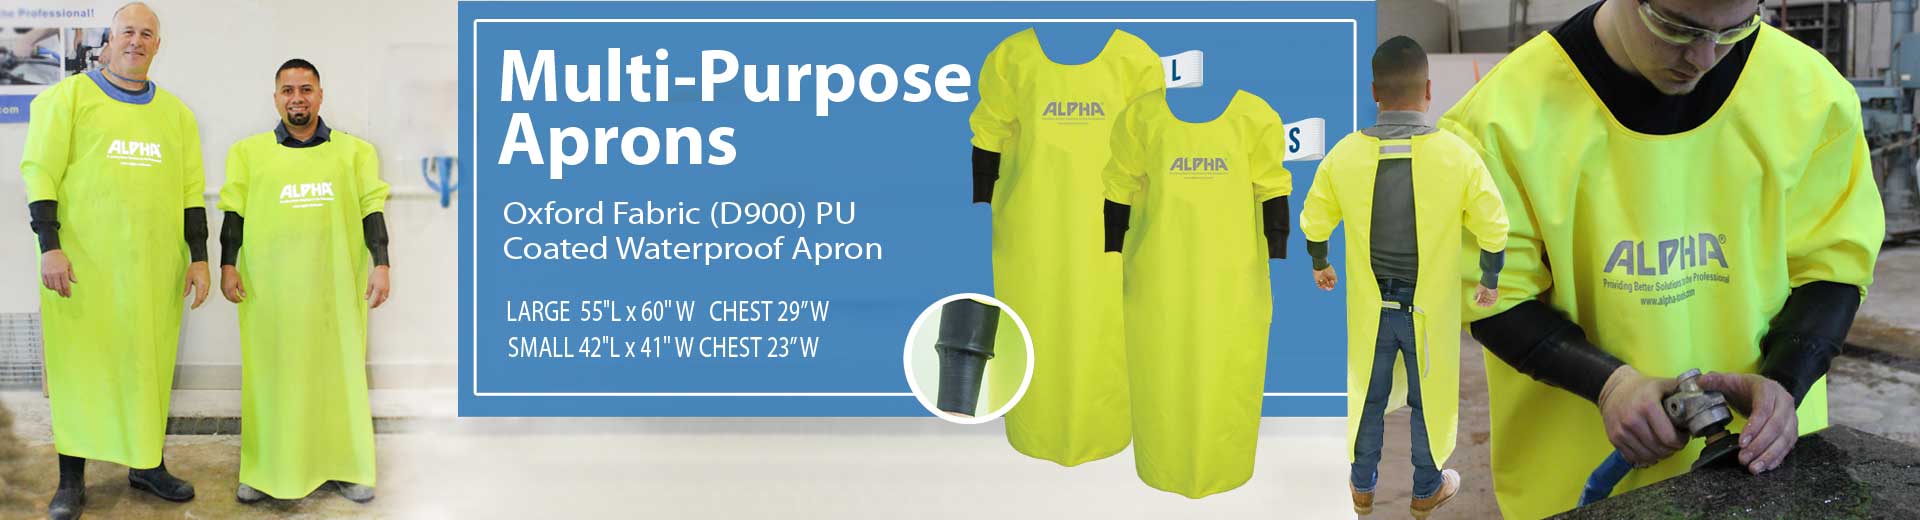 the Professional!
.com
ALPHA
ALPHA
Multi-Purpose
Aprons
Oxford Fabric (D900) PU
Coated Waterproof Apron
LARGE 55"L x 60" W CHEST 29”W
SMALL 42"L x 41" W CHEST 23”W
L
S
ALPHA®
ALPHA®
ALPHA®
Providing Better Solutions to the Professional
www.alpha-tools.com